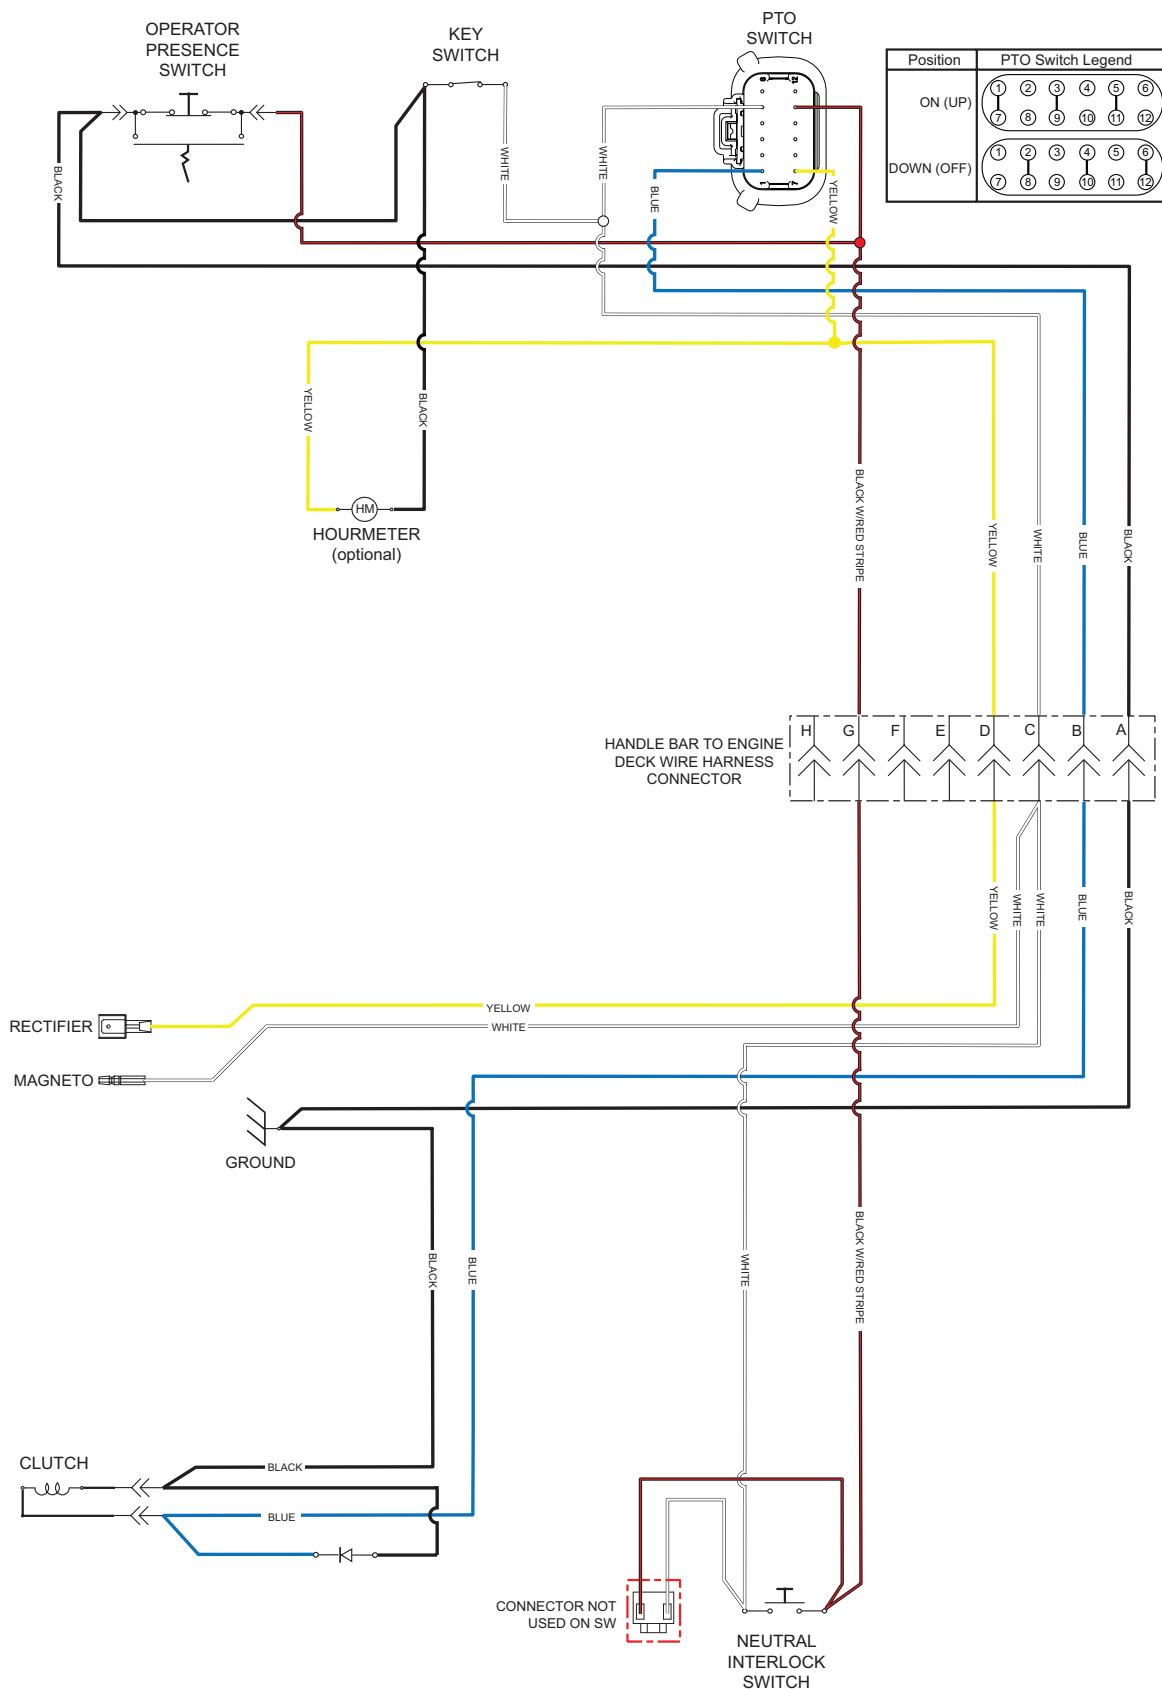 OPERATOR
PRESENCE
SWITCH
KEY
SWITCH
PTO
SWITCH
Position PTO Switch Legend
ON (UP)
1 2 3 4 5 6
7 8 9 10 11 12
DOWN (OFF)
1 2 3 4 5 6
7 8 9 10 11 12
6 12
1 7
BLACK
WHITE
WHITE
BLUE
YELLOW
YELLOW
BLACK
HM
HOURMETER
(optional)
BLACK W/RED STRIPE
YELLOW
WHITE
BLUE
BLACK
HANDLE BAR TO ENGINE
DECK WIRE HARNESS
CONNECTOR
H G F E D C B A
YELLOW
WHITE
WHITE
BLUE
BLACK
RECTIFIER
YELLOW
WHITE
MAGNETO
GROUND
BLACK
BLUE
WHITE
BLACK W/RED STRIPE
CLUTCH
BLACK
BLUE
CONNECTOR NOT
USED ON SW
NEUTRAL
INTERLOCK
SWITCH